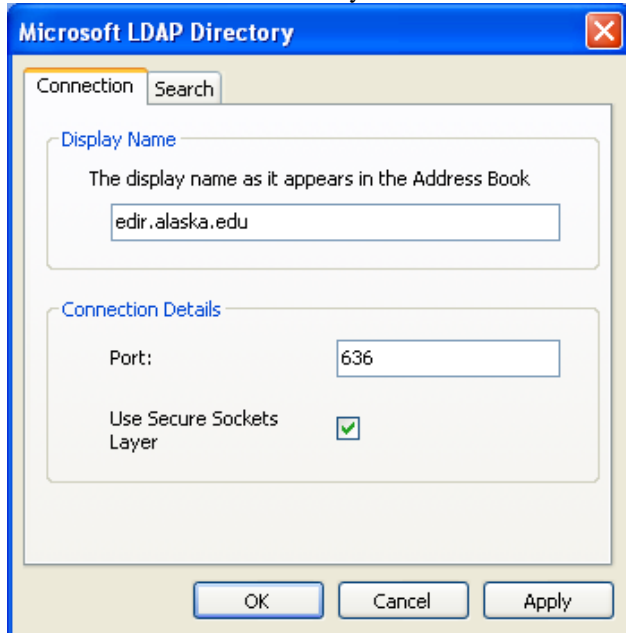 Microsoft LDAP Directory
Connection Search
Display Name
The display name as it appears in the Address Book
edir.alaska.edu
Connection Details
Port: 636
Use Secure Sockets
Layer
OK Cancel Apply